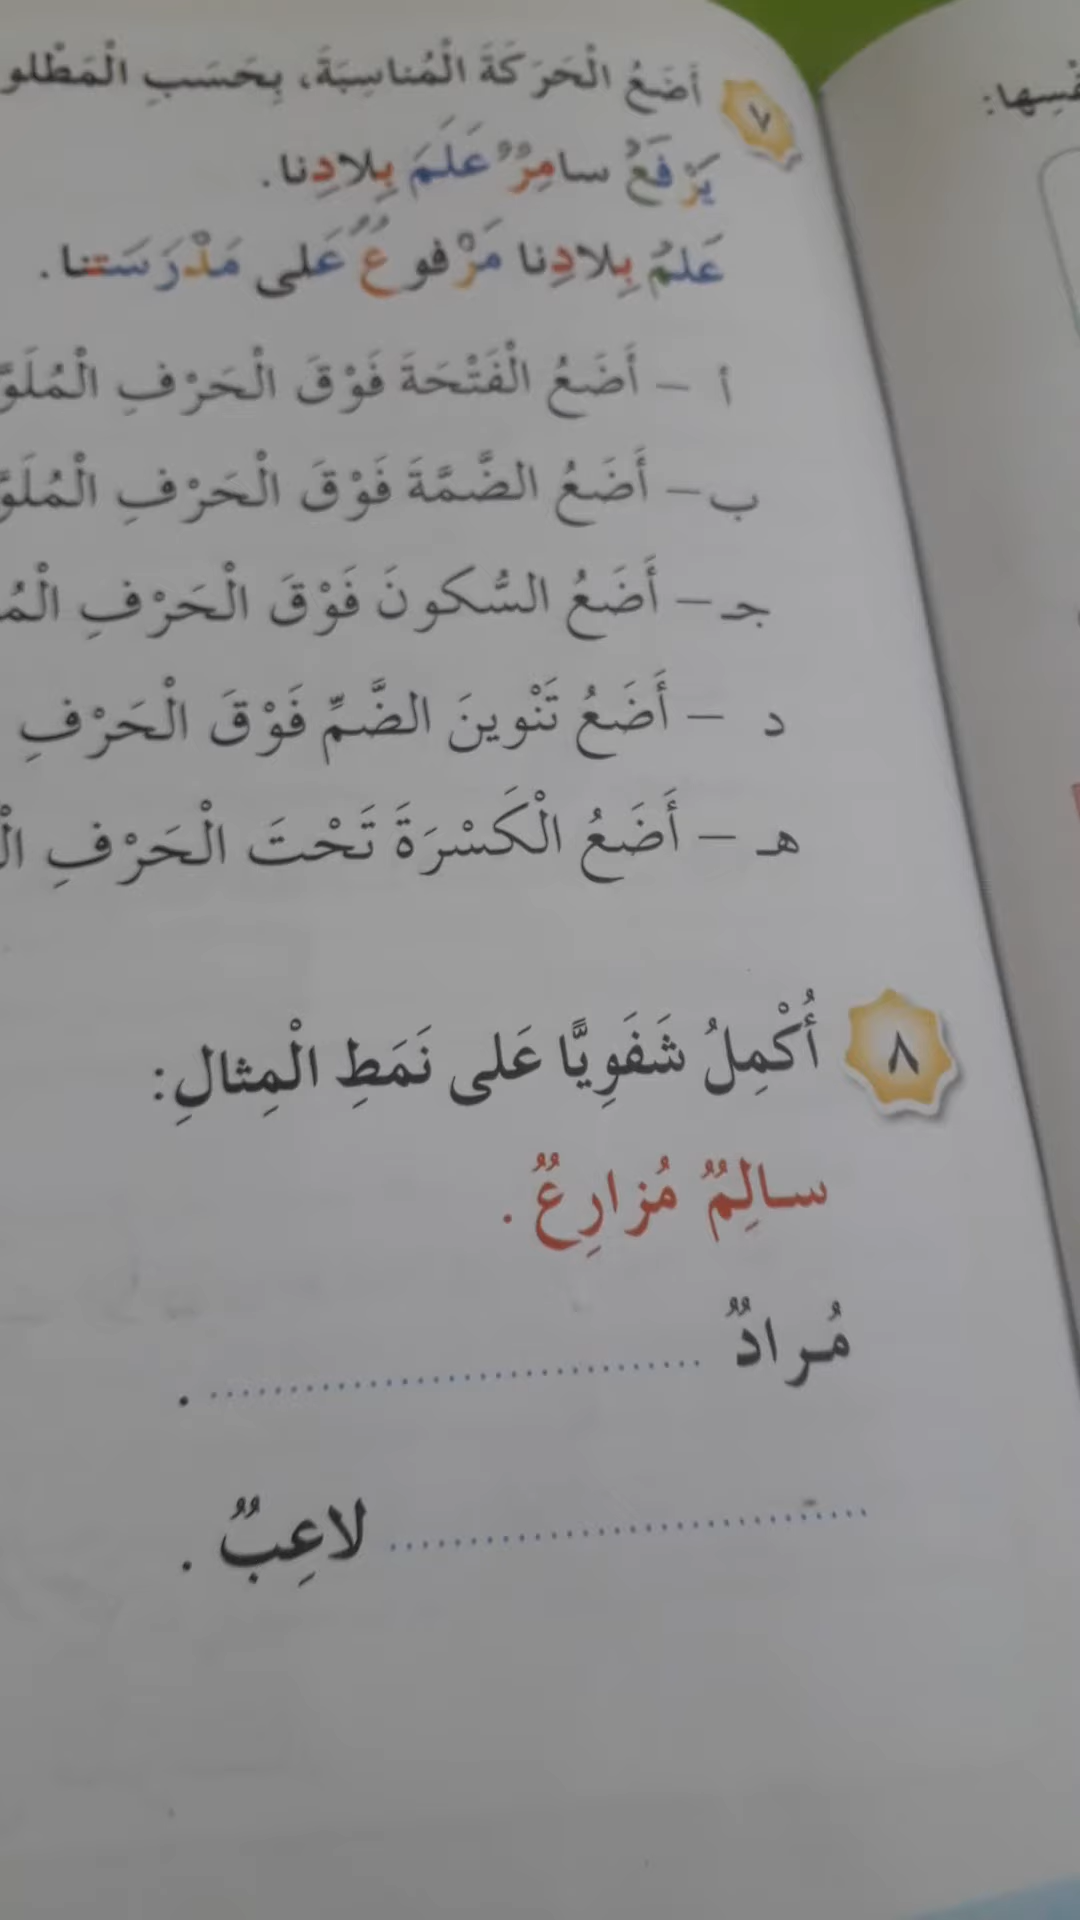 ٧ أَضَعُ الْحَرَكَةَ الْمُناسِبَةَ، بِحَسَبِ
يَرْفَعُ سامِرٌ عَلَمَ بِلادِنا .
عَلَمُ بِلادِنا مَرْفوعٌ عَلى مَدْرَسَتنا .
أ – أَضَعُ الْفَتْحَةَ فَوْقَ الْحَرْفِ
ب – أَضَعُ الضَّمَّةَ فَوْقَ الْحَرْفِ
جـ – أَضَعُ السُّكونَ فَوْقَ الْحَرْفِ
د – أَضَعُ تَنْوينَ الضَّمِّ فَوْقَ الْحَرْفِ
هـ – أَضَعُ الْكَسْرَةَ تَحْتَ الْحَرْفِ
٨ أُكْمِلُ شَفَوِيًّا عَلى نَمَطِ الْمِثالِ:
سالِمٌ مُزارِعٌ .
مُرادٌ .................... .
.................... لاعِبٌ .